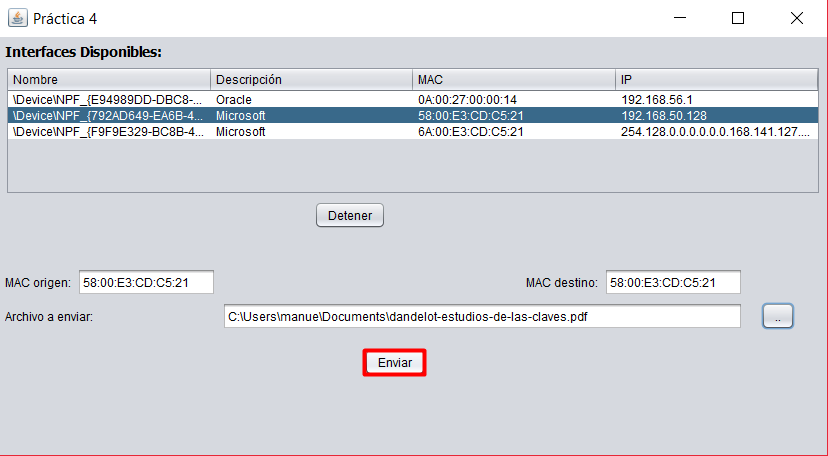 Práctica 4
Interfaces Disponibles:
Nombre Descripción MAC IP
\Device\NPF_{E94989DD-DBC8-... Oracle 0A:00:27:00:00:14 192.168.56.1
\Device\NPF_{792AD649-EA6B-4... Microsoft 58:00:E3:CD:C5:21 192.168.50.128
\Device\NPF_{F9F9E329-BC8B-4... Microsoft 6A:00:E3:CD:C5:21 254.128.0.0.0.0.0.0.168.141.127....
Detener
MAC origen: 58:00:E3:CD:C5:21 MAC destino: 58:00:E3:CD:C5:21
Archivo a enviar: C:\Users\manue\Documents\dandelot-estudios-de-las-claves.pdf ..
Enviar